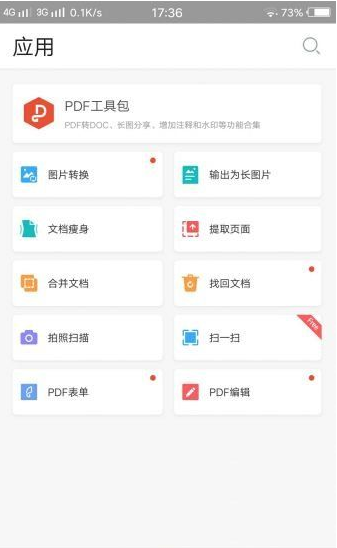 4G 3G 0.1K/s 17:36 73%
应用
PDF工具包
PDF转DOC，长图分享，增加注释和水印等功能合集
图片转换 输出为长图片
文档瘦身 提取页面
合并文档 找回文档
拍照扫描 扫一扫 Free
PDF表单 PDF编辑